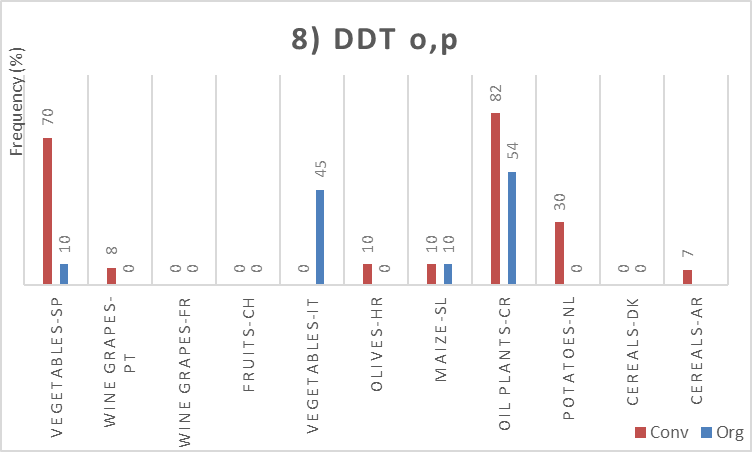 8) DDT o,p
Frequency (%)
70
10
8
0
0
0
0
0
0
45
10
0
10
10
82
54
30
0
0
0
7
VEGETABLES-SP
WINE GRAPES-
PT
WINE GRAPES-FR
FRUITS-CH
VEGETABLES-IT
OLIVES-HR
MAIZE-SL
OIL PLANTS-CR
POTATOES-NL
CEREALS-DK
CEREALS-AR
Conv
Org